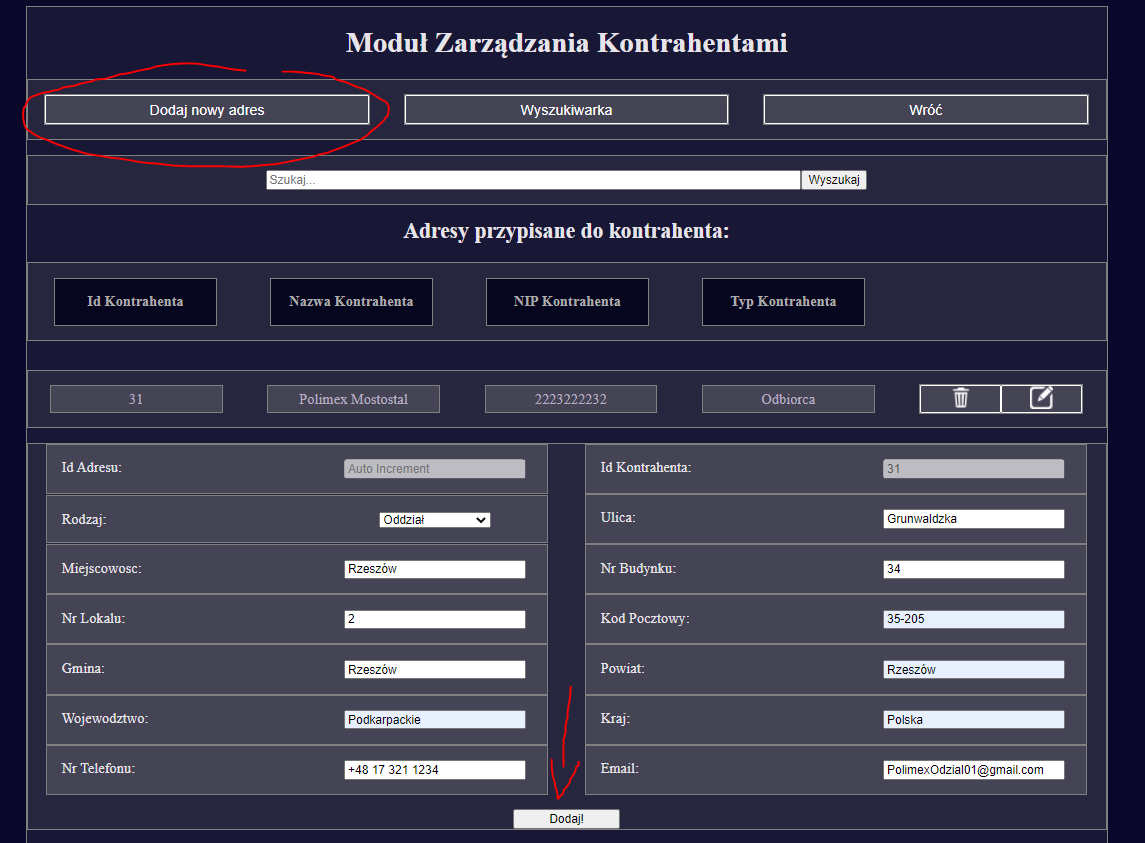 Moduł Zarządzania Kontrahentami
Dodaj nowy adres Wyszukiwarka Wróć
Szukaj... Wyszukaj
Adresy przypisane do kontrahenta:
Id Kontrahenta Nazwa Kontrahenta NIP Kontrahenta Typ Kontrahenta
31 Polimex Mostostal 2223222232 Odbiorca
Id Adresu: Auto Increment Id Kontrahenta: 31
Rodzaj: Oddział Ulica: Grunwaldzka
Miejscowosc: Rzeszów Nr Budynku: 34
Nr Lokalu: 2 Kod Pocztowy: 35-205
Gmina: Rzeszów Powiat: Rzeszów
Wojewodztwo: Podkarpackie Kraj: Polska
Nr Telefonu: +48 17 321 1234 Email: PolimexOdzial01@gmail.com
Dodaj!